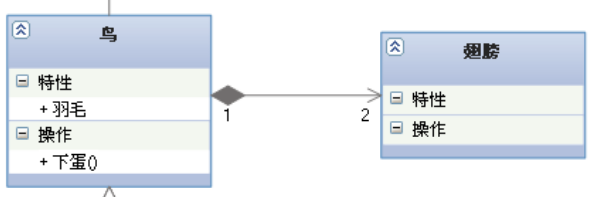 鸟
特性
+ 羽毛
操作
+ 下蛋()
1
2
翅膀
特性
操作